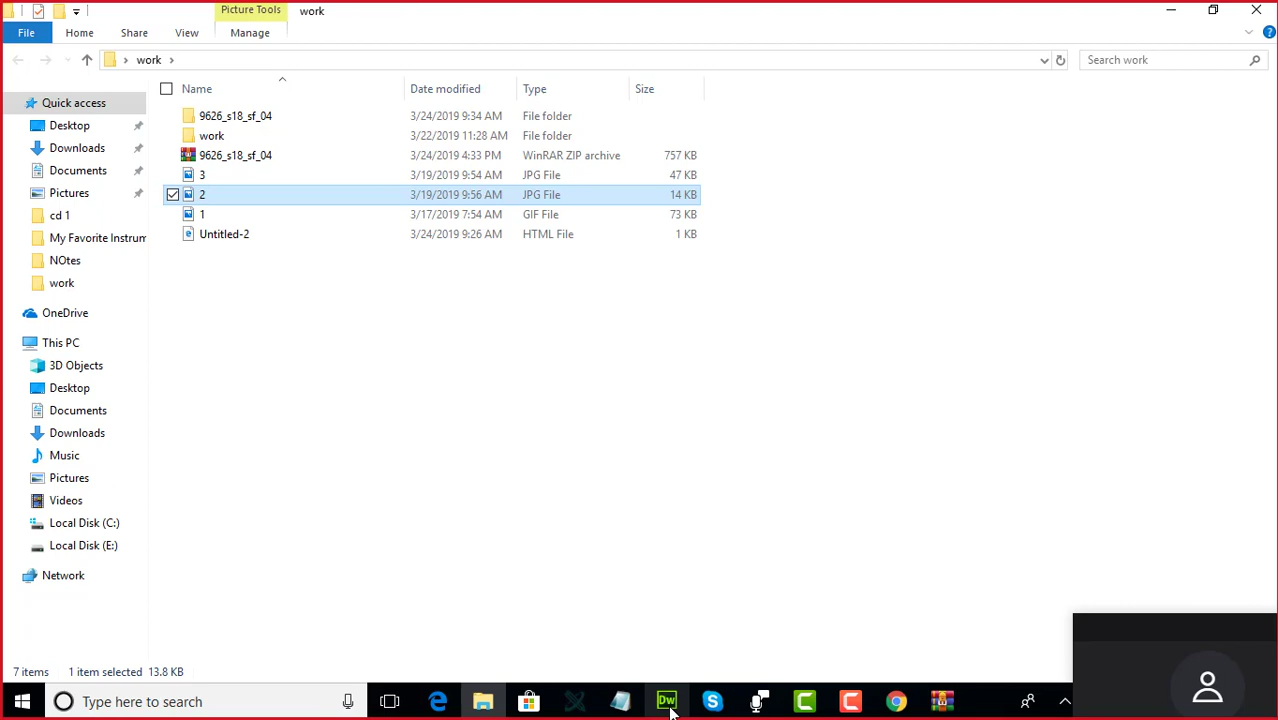 Picture Tools work
File Home Share View Manage
work
Search work
Name Date modified Type Size
Quick access
Desktop
Downloads
Documents
Pictures
cd 1
My Favorite Instrum
NOtes
work
OneDrive
This PC
3D Objects
Desktop
Documents
Downloads
Music
Pictures
Videos
Local Disk (C:)
Local Disk (E:)
Network
9626_s18_sf_04 3/24/2019 9:34 AM File folder
work 3/22/2019 11:28 AM File folder
9626_s18_sf_04 3/24/2019 4:33 PM WinRAR ZIP archive 757 KB
3 3/19/2019 9:54 AM JPG File 47 KB
2 3/19/2019 9:56 AM JPG File 14 KB
1 3/17/2019 7:54 AM GIF File 73 KB
Untitled-2 3/24/2019 9:26 AM HTML File 1 KB
7 items 1 item selected 13.8 KB
Type here to search
Dw